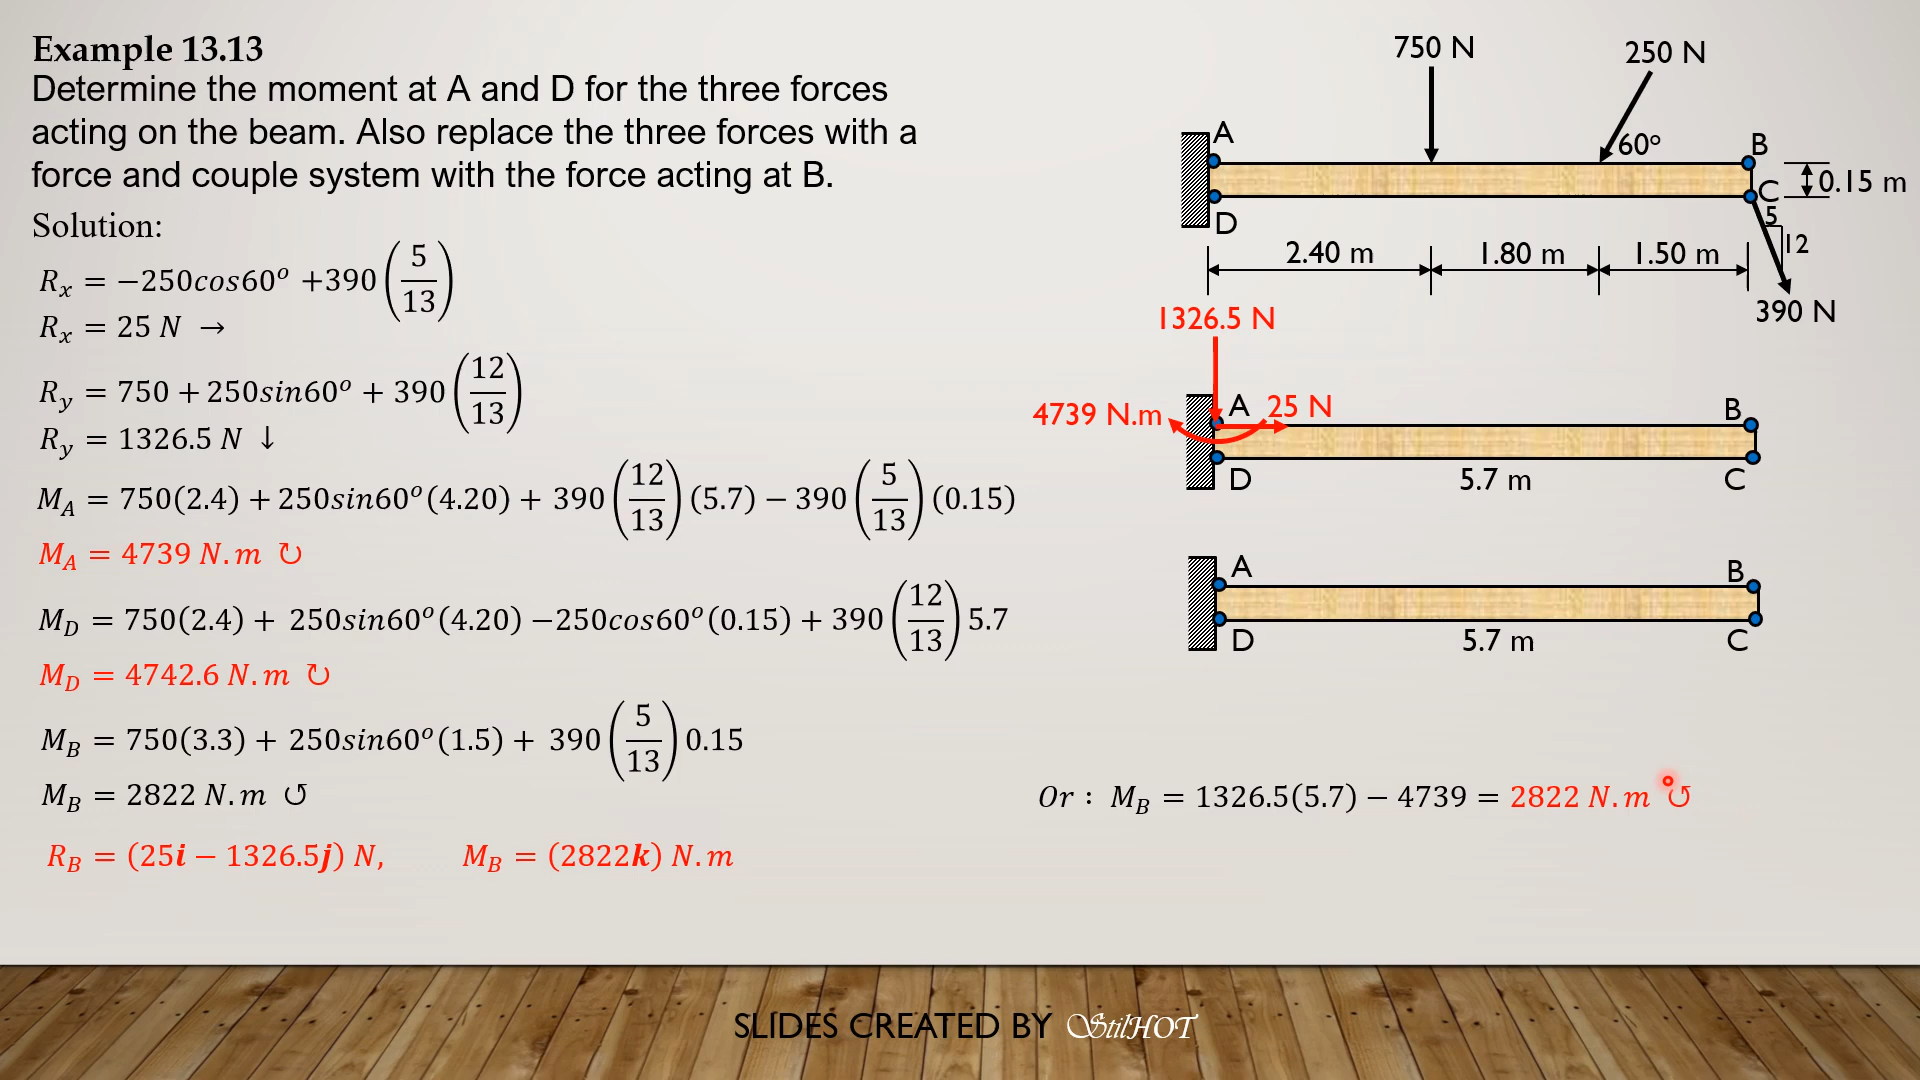 Example 13.13
Determine the moment at A and D for the three forces
acting on the beam. Also replace the three forces with a
force and couple system with the force acting at B.
Solution:
Rₓ = −250cos60° +390(5/13)
Rₓ = 25 N →
R_y = 750 + 250sin60° + 390(12/13)
R_y = 1326.5 N ↓
M_A = 750(2.4) + 250sin60°(4.20) + 390(12/13)(5.7) − 390(5/13)(0.15)
M_A = 4739 N.m ↻
M_D = 750(2.4) + 250sin60°(4.20) −250cos60°(0.15) + 390(12/13)5.7
M_D = 4742.6 N.m ↻
M_B = 750(3.3) + 250sin60°(1.5) + 390(5/13)0.15
M_B = 2822 N.m ↺
R_B = (25i − 1326.5j) N, M_B = (2822k) N.m
750 N
250 N
A
60°
B
0.15 m
C
D
5
12
2.40 m
1.80 m
1.50 m
390 N
1326.5 N
4739 N.m
A
25 N
B
D
5.7 m
C
A
B
D
5.7 m
C
Or : M_B = 1326.5(5.7) − 4739 = 2822 N.m ↺
SLIDES CREATED BY StilHOT